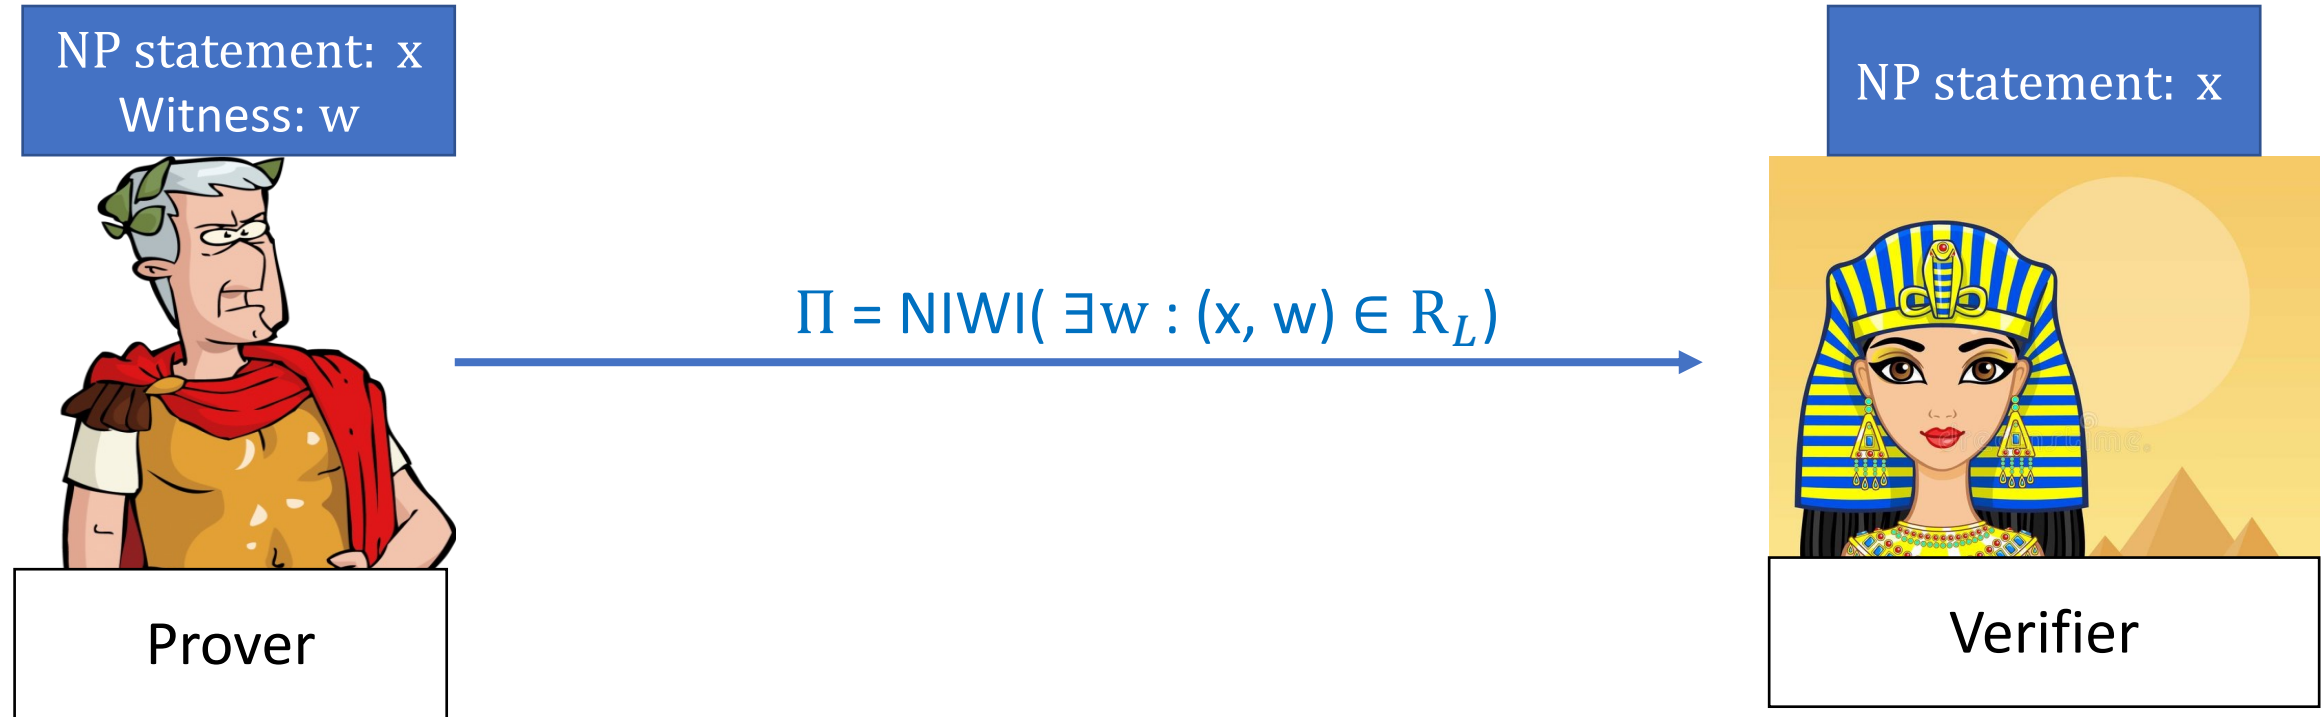 NP statement: x
Witness: w
NP statement: x
Π = NIWI( ∃w : (x, w) ∈ R_L)
Prover
Verifier